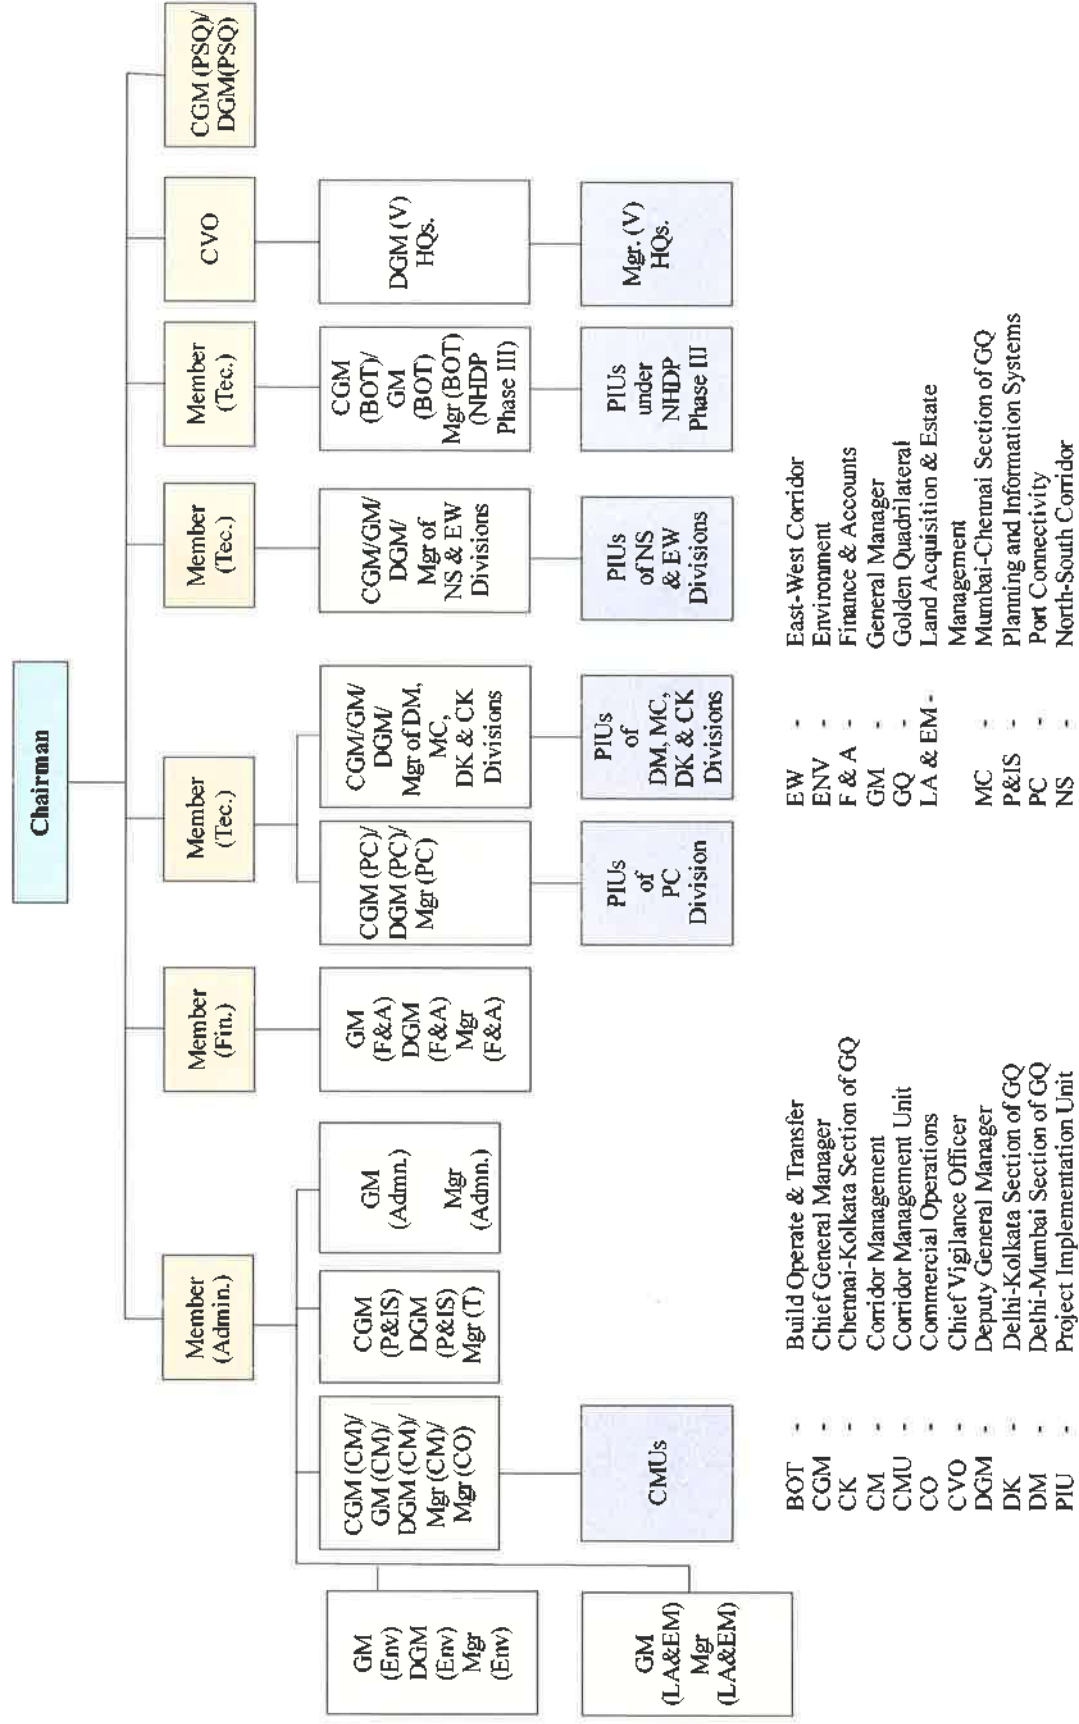 Chairman
Member
(Admin.)
Member
(Fin.)
Member
(Tec.)
Member
(Tec.)
Member
(Tec.)
CVO
CGM (PSQ)/
DGM(PSQ)
GM
(Env)
DGM
(Env)
Mgr
(Env)
GM
(LA&EM)
Mgr
(LA&EM)
CGM (CM)/
GM (CM)/
DGM (CM)/
Mgr (CM)/
Mgr (CO)
CGM
(P&IS)
DGM
(P&IS)
Mgr (T)
GM
(Admn.)
Mgr
(Admn.)
GM
(F&A)
DGM
(F&A)
Mgr
(F&A)
CGM (PC)/
DGM (PC)/
Mgr (PC)
CGM/GM/
DGM/
Mgr of DM,
MC,
DK & CK
Divisions
CGM/GM/
DGM/
Mgr of
NS & EW
Divisions
CGM
(BOT)/
GM
(BOT)
Mgr (BOT)
(NHDP
Phase III)
DGM (V)
HQs.
CMUs
PIUs
of
PC
Division
PIUs
of
DM, MC,
DK & CK
Divisions
PIUs
of NS
& EW
Divisions
PIUs
under
NHDP
Phase III
Mgr. (V)
HQs.
BOT - Build Operate & Transfer
CGM - Chief General Manager
CK - Chennai-Kolkata Section of GQ
CM - Corridor Management
CMU - Corridor Management Unit
CO - Commercial Operations
CVO - Chief Vigilance Officer
DGM - Deputy General Manager
DK - Delhi-Kolkata Section of GQ
DM - Delhi-Mumbai Section of GQ
PIU - Project Implementation Unit
EW - East-West Corridor
ENV - Environment
F & A - Finance & Accounts
GM - General Manager
GQ - Golden Quadrilateral
LA & EM - Land Acquisition & Estate
Management
MC - Mumbai-Chennai Section of GQ
P&IS - Planning and Information Systems
PC - Port Connectivity
NS - North-South Corridor